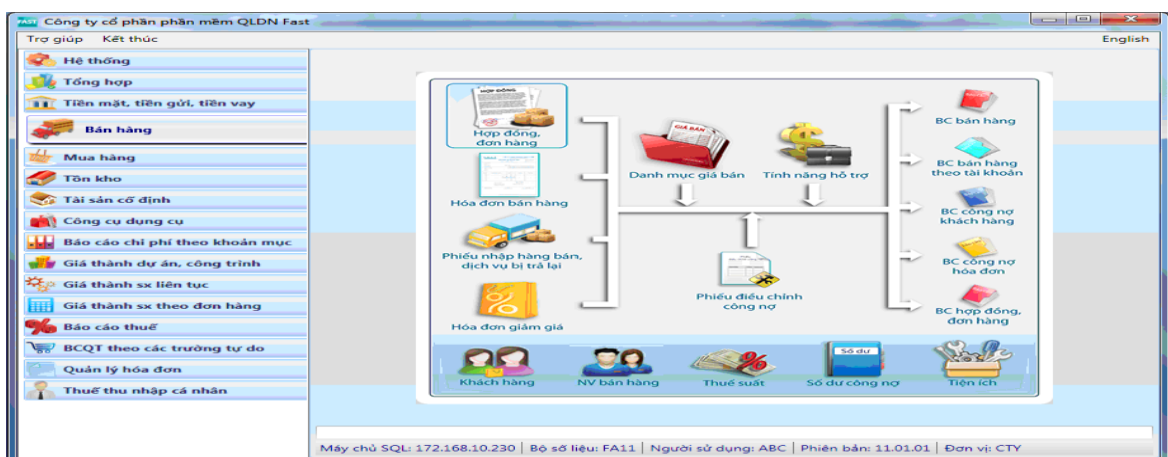 FAST Công ty cổ phần phần mềm QLDN Fast
Trợ giúp Kết thúc English
Hệ thống
Tổng hợp
Tiền mặt, tiền gửi, tiền vay
Bán hàng
Mua hàng
Tồn kho
Tài sản cố định
Công cụ dụng cụ
Báo cáo chi phí theo khoản mục
Giá thành dự án, công trình
Giá thành sx liên tục
Giá thành sx theo đơn hàng
Báo cáo thuế
BCQT theo các trường tự do
Quản lý hóa đơn
Thuế thu nhập cá nhân
HỢP ĐỒNG
Hợp đồng,
đơn hàng
Hóa đơn bán hàng
Phiếu nhập hàng bán,
dịch vụ bị trả lại
Hóa đơn giảm giá
GIÁ BÁN
Danh mục giá bán
Tính năng hỗ trợ
Phiếu điều chỉnh
công nợ
BC bán hàng
BC bán hàng
theo tài khoản
BC công nợ
khách hàng
BC công nợ
hóa đơn
BC hợp đồng,
đơn hàng
Khách hàng
NV bán hàng
Thuế suất
Số dư
Số dư công nợ
Tiện ích
Máy chủ SQL: 172.168.10.230 | Bộ số liệu: FA11 | Người sử dụng: ABC | Phiên bản: 11.01.01 | Đơn vị: CTY